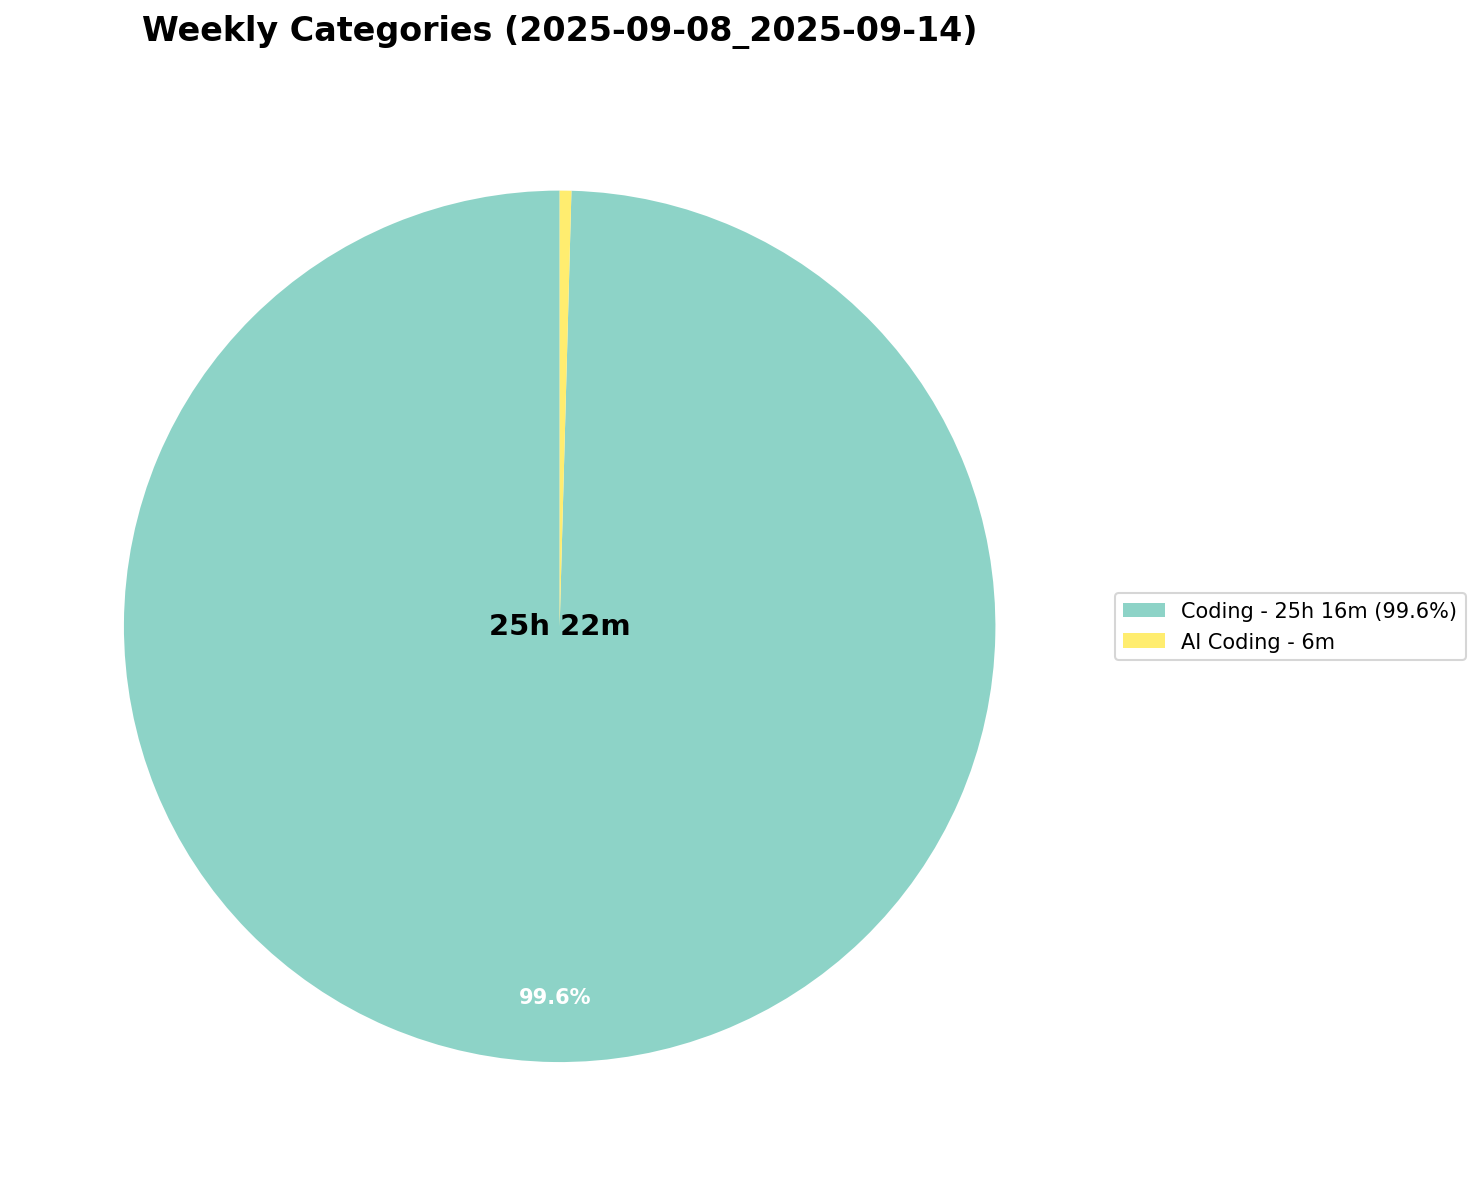 Weekly Categories (2025-09-08_2025-09-14)
25h 22m
Coding - 25h 16m (99.6%)
AI Coding - 6m
99.6%